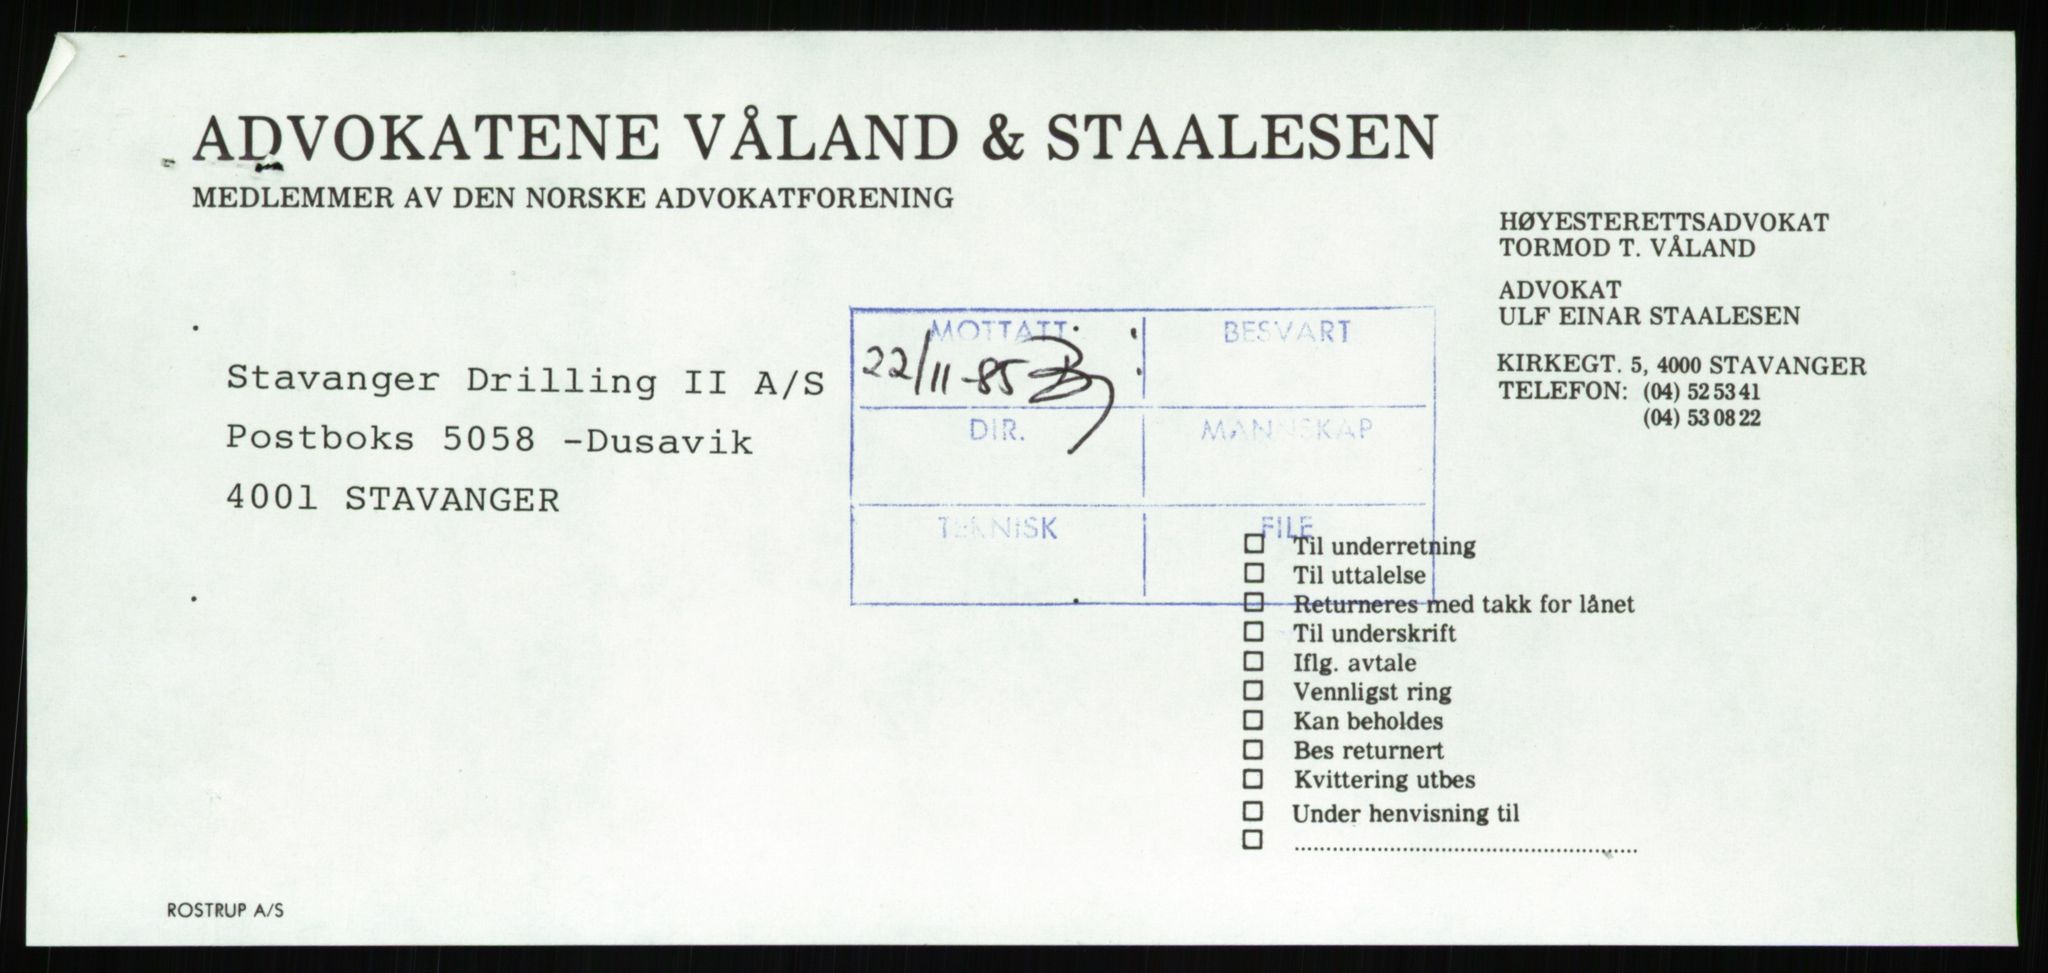 ADVOKATENE VÅLAND & STAALESEN
MEDLEMMER AV DEN NORSKE ADVOKATFORENING
HØYESTERETTSADVOKAT
TORMOD T. VÅLAND
ADVOKAT
ULF EINAR STAALESEN
KIRKEGT. 5, 4000 STAVANGER
TELEFON: (04) 52 53 41
(04) 53 08 22
Stavanger Drilling II A/S
Postboks 5058 -Dusavik
4001 STAVANGER
MOTTATT
BESVART
22/11-85
DIR.
MANNSKAP
TEKNISK
FILE
Til underretning
Til uttalelse
Returneres med takk for lånet
Til underskrift
Iflg. avtale
Vennligst ring
Kan beholdes
Bes returnert
Kvittering utbes
Under henvisning til
ROSTRUP A/S